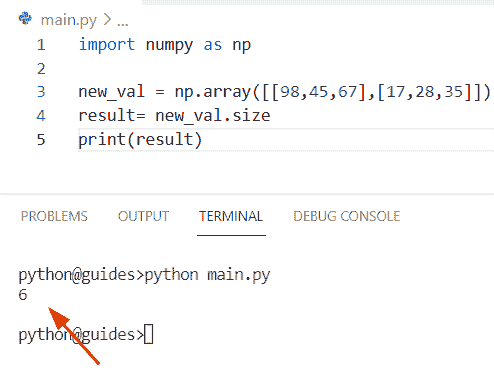 main.py > ...
1 import numpy as np
2
3 new_val = np.array([[98,45,67],[17,28,35]])
4 result= new_val.size
5 print(result)
PROBLEMS OUTPUT TERMINAL DEBUG CONSOLE
python@guides>python main.py
6
python@guides>